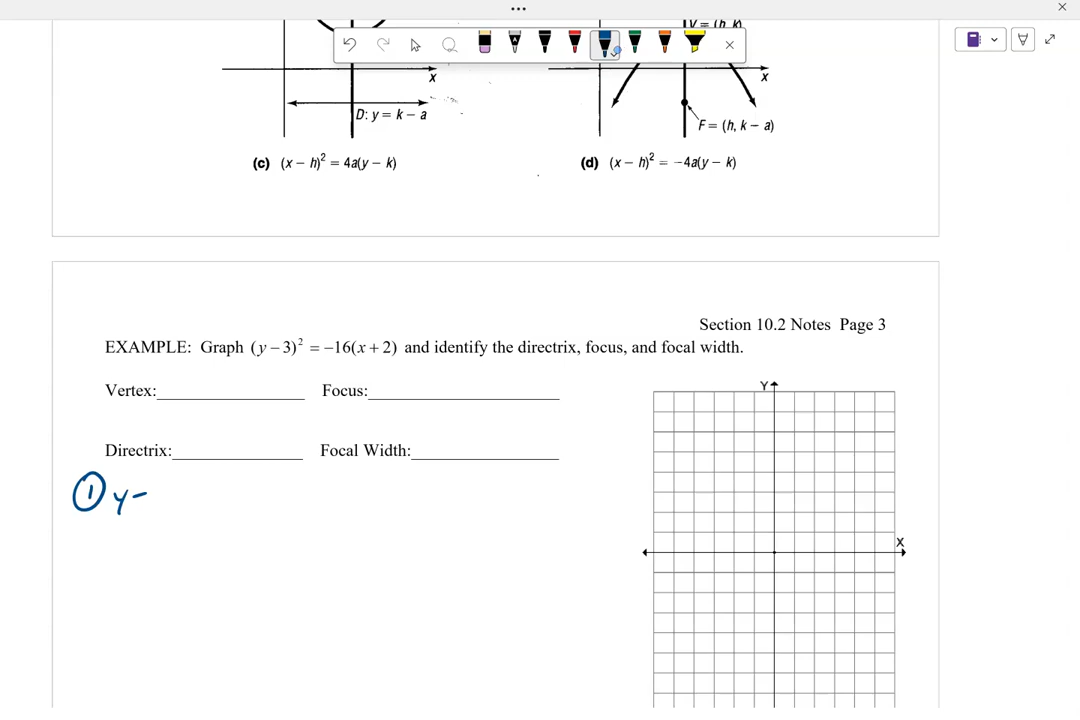 V = (h, k)
x
x
D: y = k − a
F = (h, k − a)
(c) (x − h)² = 4a(y − k)
(d) (x − h)² = −4a(y − k)
Section 10.2 Notes Page 3
EXAMPLE: Graph (y − 3)² = −16(x + 2) and identify the directrix, focus, and focal width.
Vertex:
Focus:
Y
Directrix:
Focal Width:
① y-
X